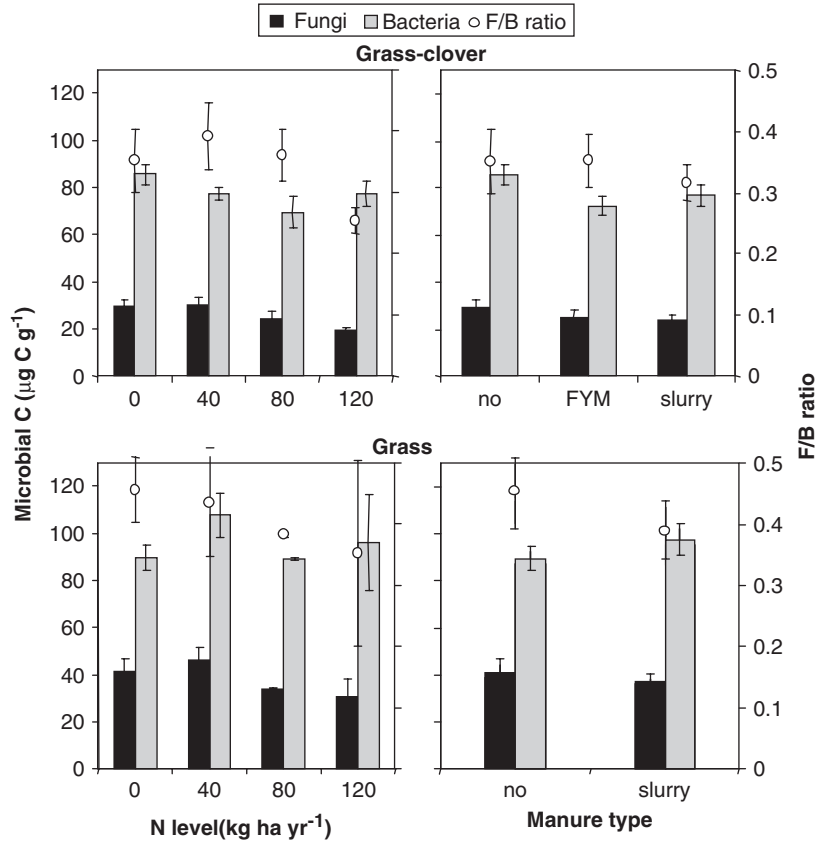 Fungi Bacteria F/B ratio
Grass-clover
120
100
80
60
40
20
0
0 40 80 120
0.5
0.4
0.3
0.2
0.1
0
no FYM slurry
Microbial C (µg C g-1)
F/B ratio
Grass
120
100
80
60
40
20
0
0 40 80 120
N level(kg ha yr-1)
0.5
0.4
0.3
0.2
0.1
0
no slurry
Manure type